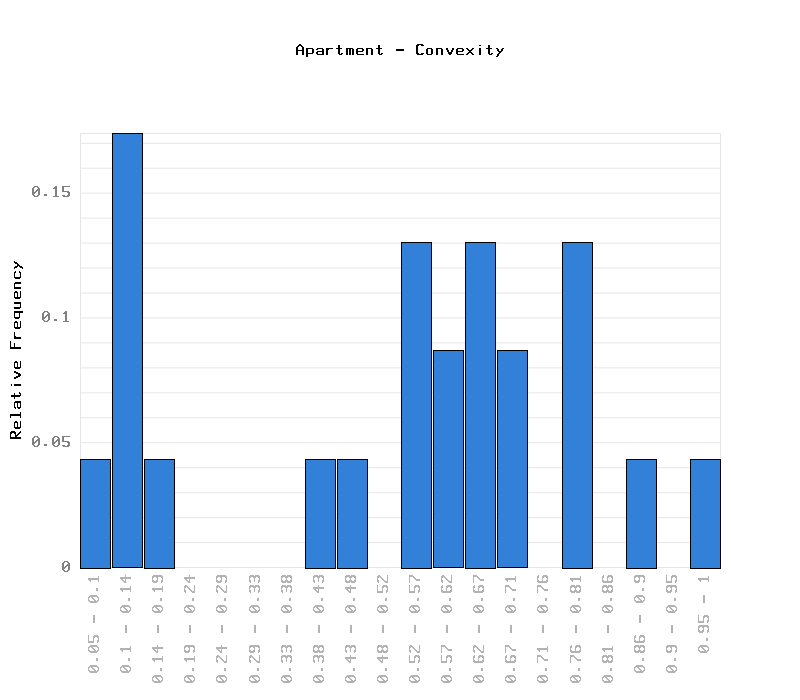 Apartment - Convexity
Relative Frequency
0.15
0.1
0.05
0
0.05 - 0.1
0.1 - 0.14
0.14 - 0.19
0.19 - 0.24
0.24 - 0.29
0.29 - 0.33
0.33 - 0.38
0.38 - 0.43
0.43 - 0.48
0.48 - 0.52
0.52 - 0.57
0.57 - 0.62
0.62 - 0.67
0.67 - 0.71
0.71 - 0.76
0.76 - 0.81
0.81 - 0.86
0.86 - 0.9
0.9 - 0.95
0.95 - 1